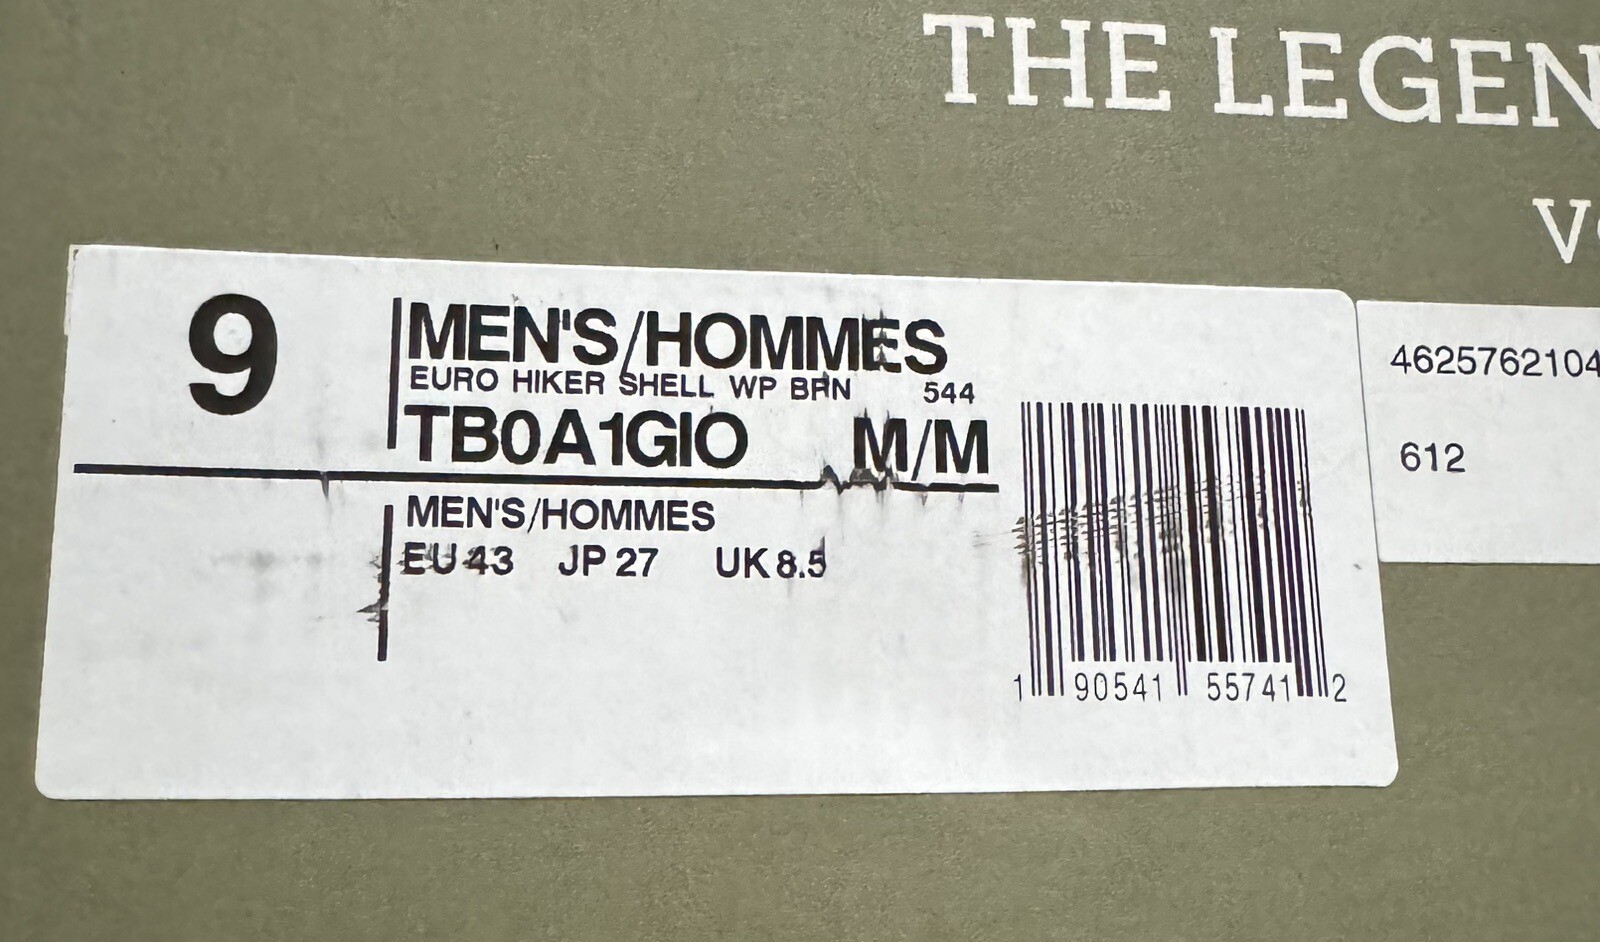 THE LEGEN
V
9
MEN'S/HOMMES
EURO HIKER SHELL WP BRN 544
TB0A1GIO M/M
MEN'S/HOMMES
EU 43 JP 27 UK 8.5
1 90541 55741 2
4625762104
612